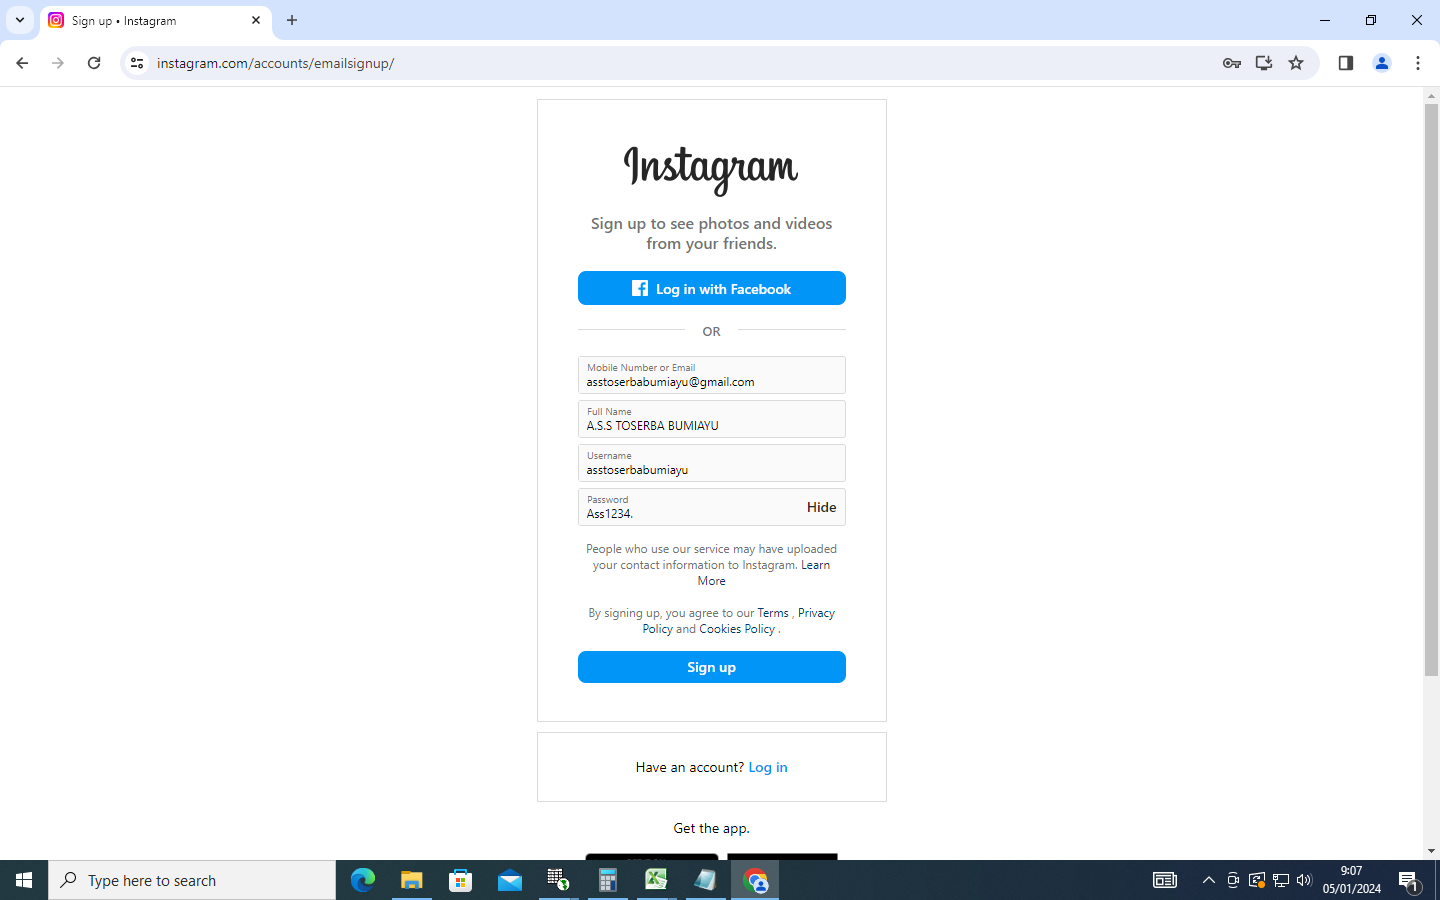 Sign up • Instagram
instagram.com/accounts/emailsignup/
Instagram
Sign up to see photos and videos
from your friends.
Log in with Facebook
OR
Mobile Number or Email
asstoserbabumiayu@gmail.com
Full Name
A.S.S TOSERBA BUMIAYU
Username
asstoserbabumiayu
Password
Ass1234.
Hide
People who use our service may have uploaded
your contact information to Instagram. Learn
More
By signing up, you agree to our Terms , Privacy
Policy and Cookies Policy .
Sign up
Have an account? Log in
Get the app.
Type here to search
9:07
05/01/2024
1